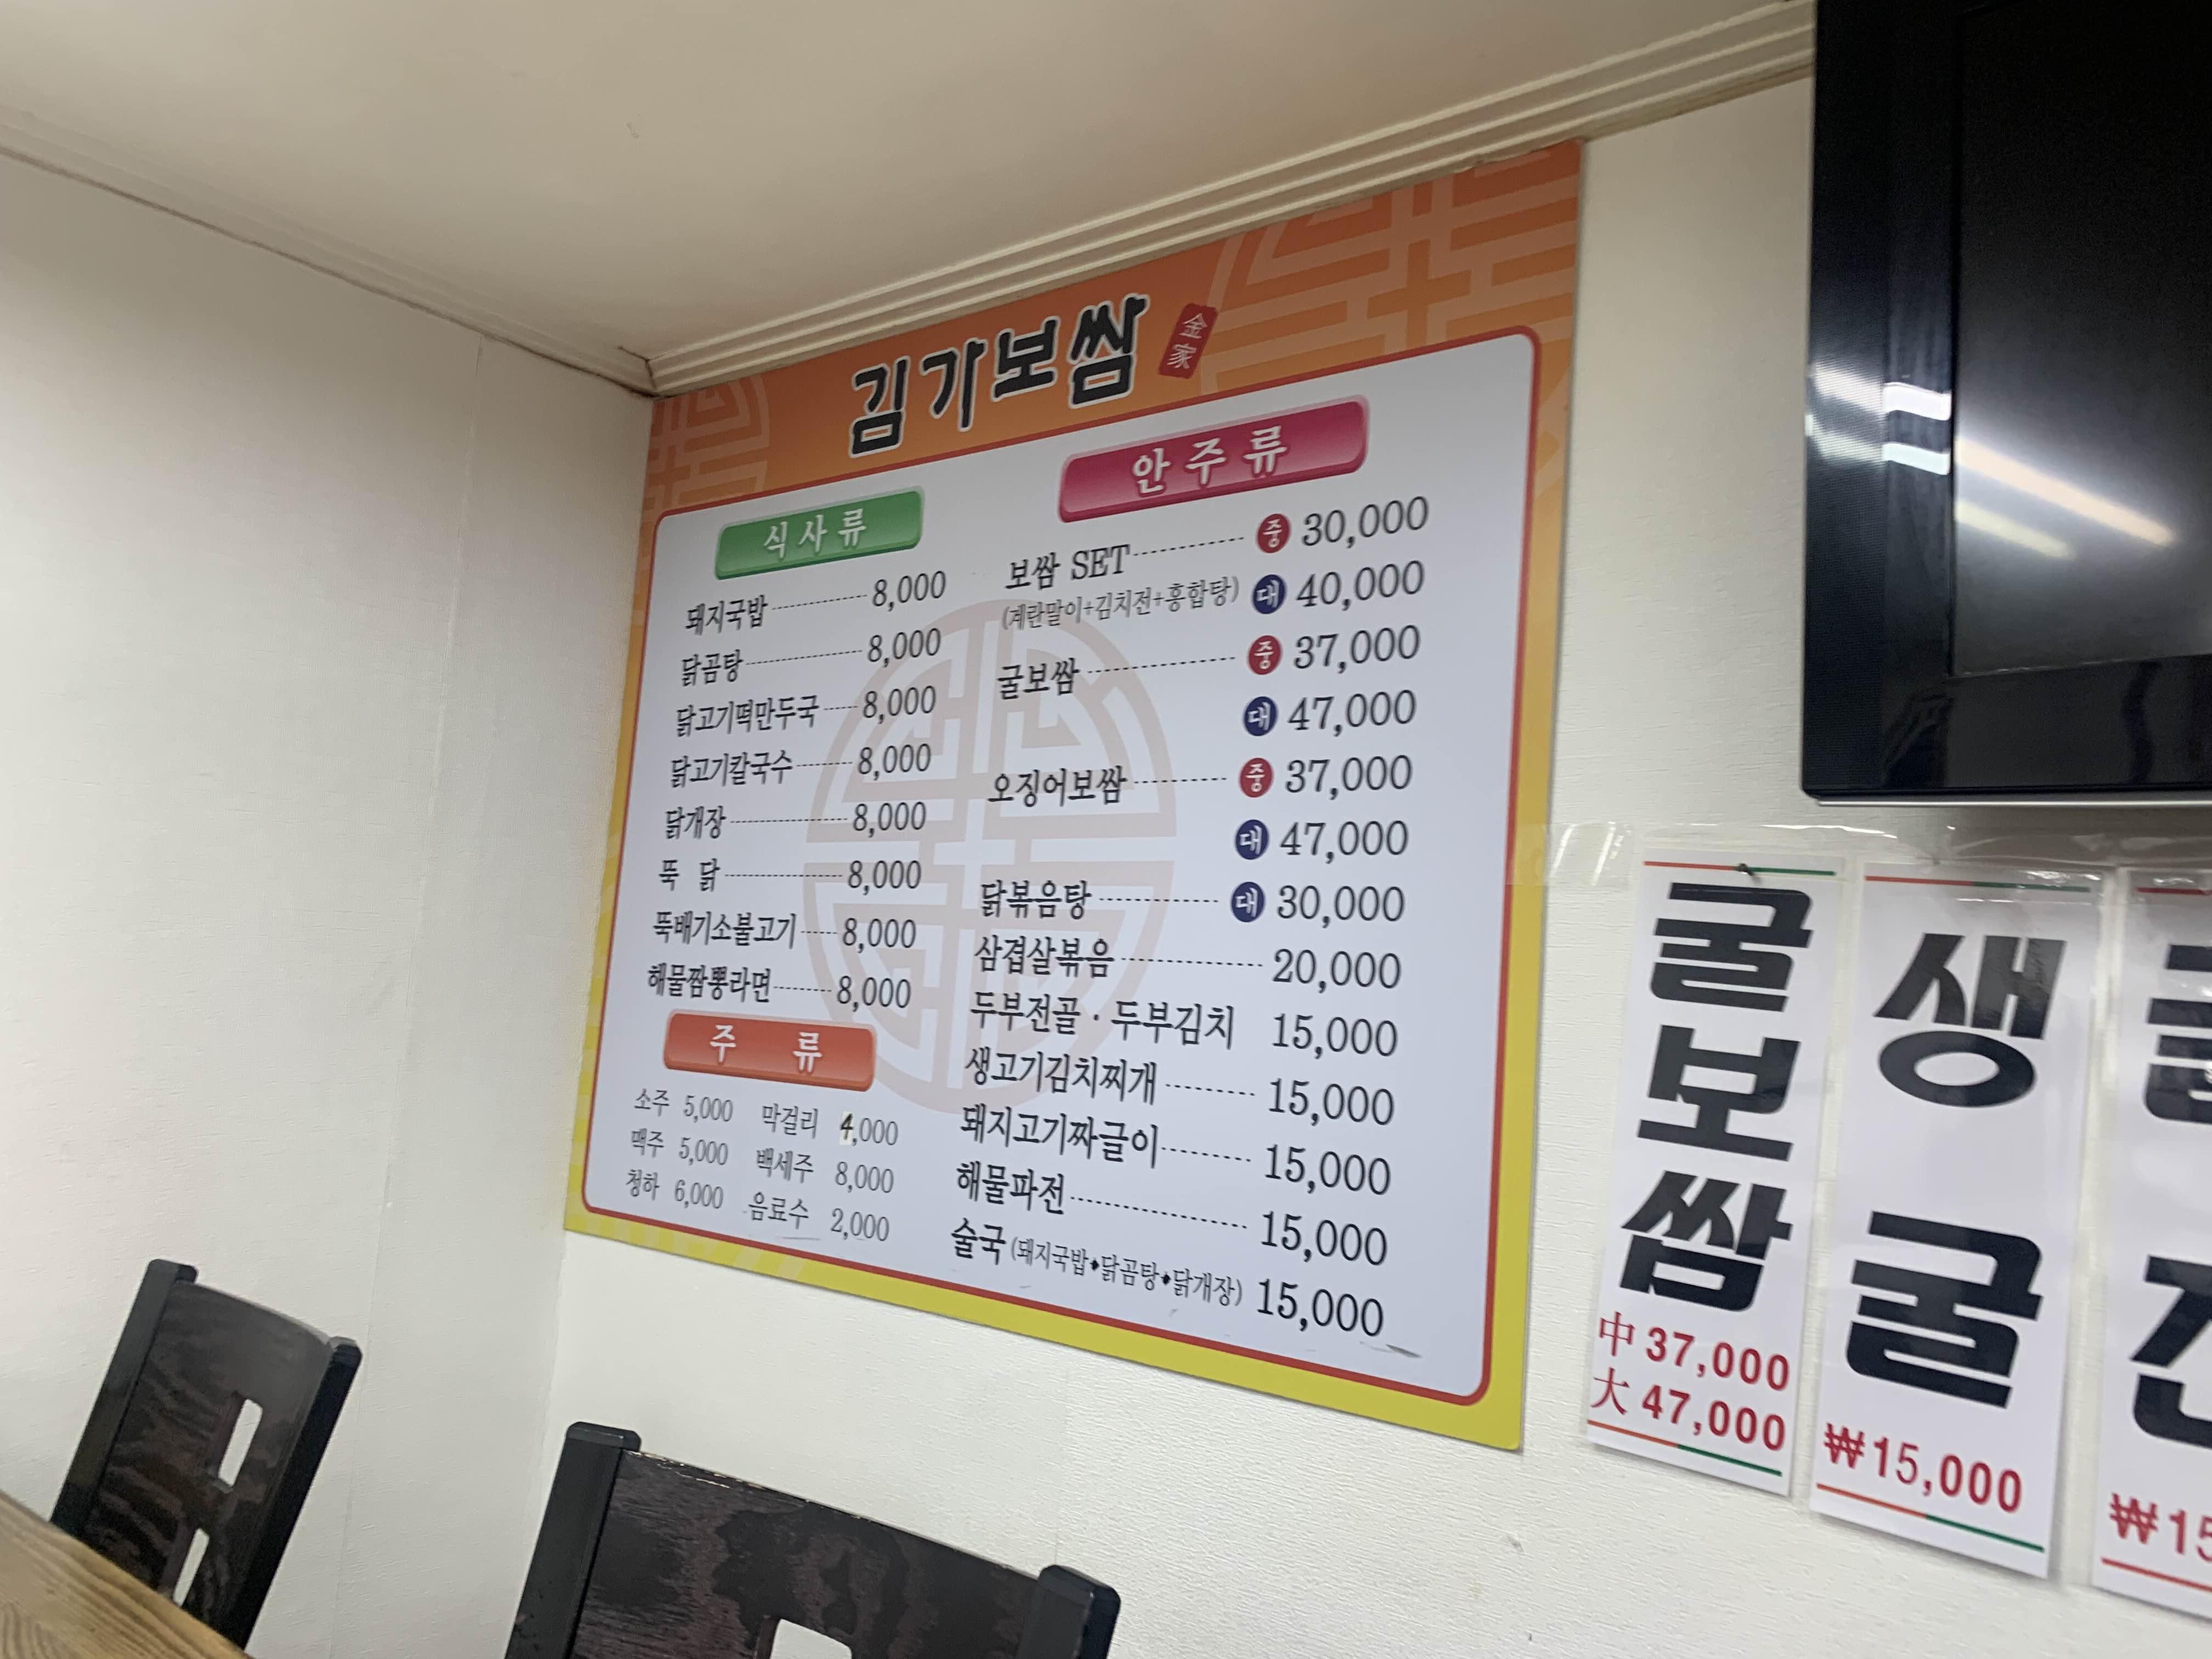 김가보쌈 金家
식사류
돼지국밥 8,000
닭곰탕 8,000
닭고기떡만두국 8,000
닭고기칼국수 8,000
닭개장 8,000
뚝 닭 8,000
뚝배기소불고기 8,000
해물짬뽕라면 8,000
주 류
소주 5,000 막걸리 4,000
맥주 5,000 백세주 8,000
청하 6,000 음료수 2,000
안주류
보쌈 SET 중 30,000
(계란말이+김치전+홍합탕) 대 40,000
굴보쌈 중 37,000
대 47,000
오징어보쌈 중 37,000
대 47,000
닭볶음탕 대 30,000
삼겹살볶음 20,000
두부전골 · 두부김치 15,000
생고기김치찌개 15,000
돼지고기짜글이 15,000
해물파전 15,000
술국 (돼지국밥◆닭곰탕◆닭개장) 15,000
굴보쌈
中 37,000
大 47,000
생굴
₩15,000